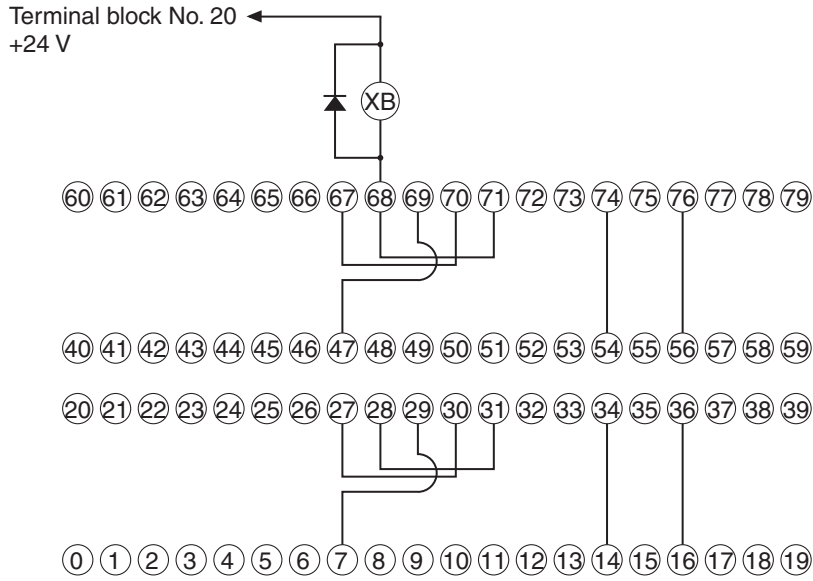 Terminal block No. 20
+24 V
XB
60 61 62 63 64 65 66 67 68 69 70 71 72 73 74 75 76 77 78 79
40 41 42 43 44 45 46 47 48 49 50 51 52 53 54 55 56 57 58 59
20 21 22 23 24 25 26 27 28 29 30 31 32 33 34 35 36 37 38 39
0 1 2 3 4 5 6 7 8 9 10 11 12 13 14 15 16 17 18 19